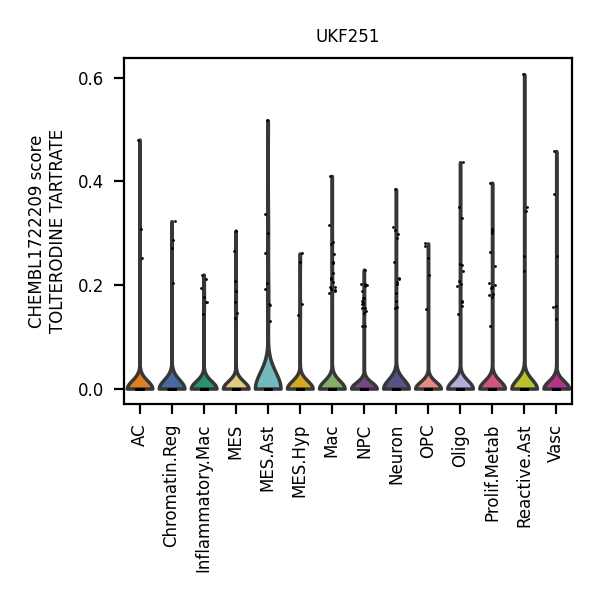 UKF251
CHEMBL1722209 score
TOLTERODINE TARTRATE
0.6
0.4
0.2
0.0
AC
Chromatin.Reg
Inflammatory.Mac
MES
MES.Ast
MES.Hyp
Mac
NPC
Neuron
OPC
Oligo
Prolif.Metab
Reactive.Ast
Vasc